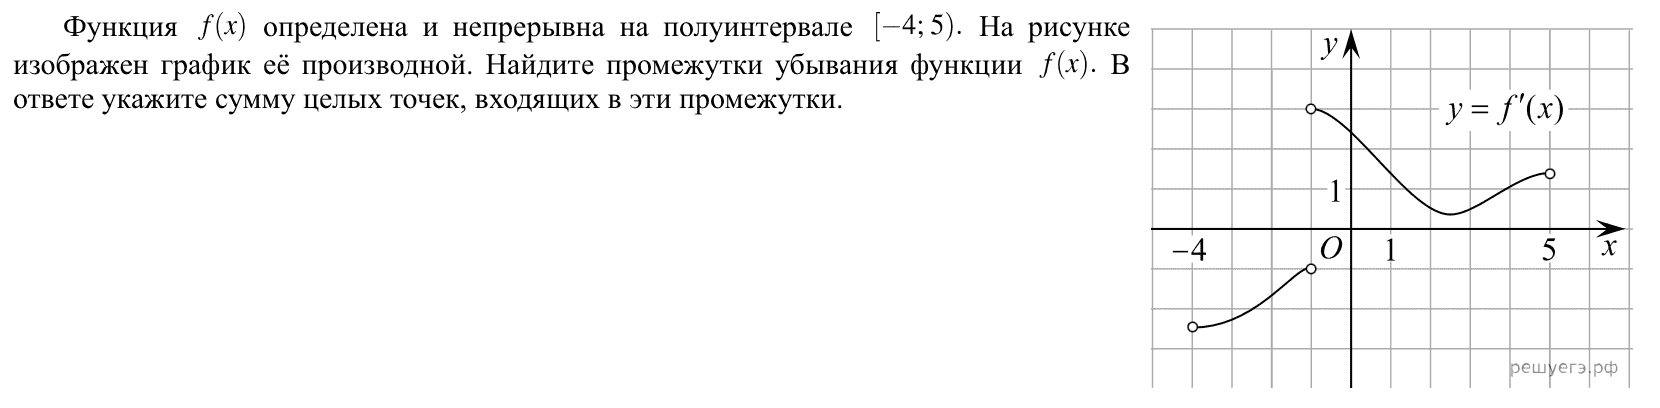 Функция f(x) определена и непрерывна на полуинтервале [−4; 5). На рисунке
изображен график её производной. Найдите промежутки убывания функции f(x). В
ответе укажите сумму целых точек, входящих в эти промежутки.
y
y = f′(x)
1
−4
O
1
5
x
решуегэ.рф